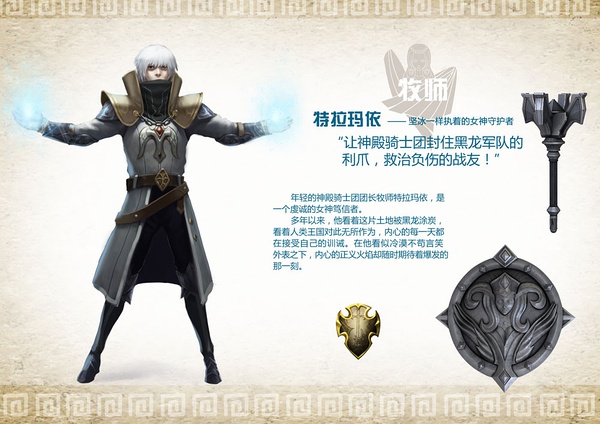 牧师
特拉玛依 —— 坚冰一样执着的女神守护者
“让神殿骑士团封住黑龙军队的
利爪，救治负伤的战友！”
年轻的神殿骑士团团长牧师特拉玛依，是
一个虔诚的女神笃信者。
多年以来，他看着这片土地被黑龙涂炭，
看着人类王国对此无所作为，内心的每一天都
在接受自己的训诫。在他看似冷漠不苟言笑
外表之下，内心的正义火焰却随时期待着爆发的
那一刻。